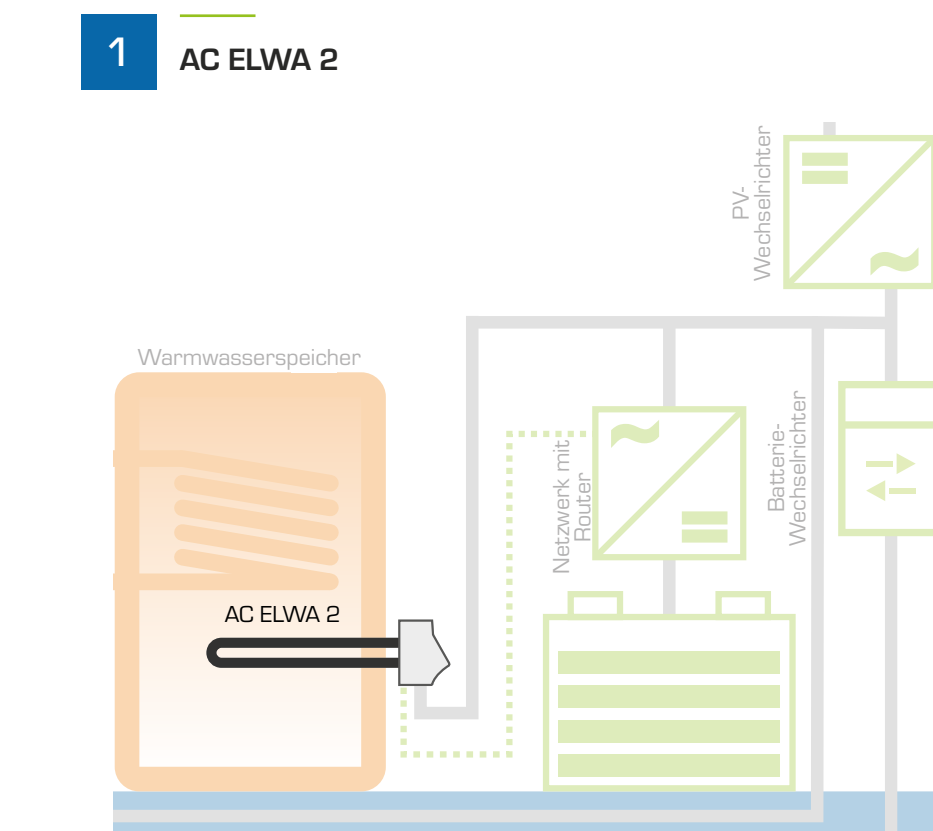 1
AC ELWA 2
PV-
Wechselrichter
Warmwasserspeicher
Batterie-
Wechselrichter
Netzwerk mit
Router
AC ELWA 2